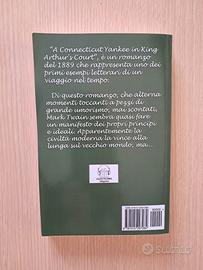 "A Connecticut Yankee in King
Arthur's Court", è un romanzo
del 1889 che rappresenta uno dei
primi esempi letterari di un
viaggio nel tempo.
Di questo romanzo, che alterna
momenti toccanti a pezzi di
grande umorismo, mai scontati,
Mark Twain sembra quasi fare
un manifesto dei propri principi
e ideali. Apparentemente la
civiltà moderna la vince alla
lunga sul vecchio mondo, ma...
Subito.it